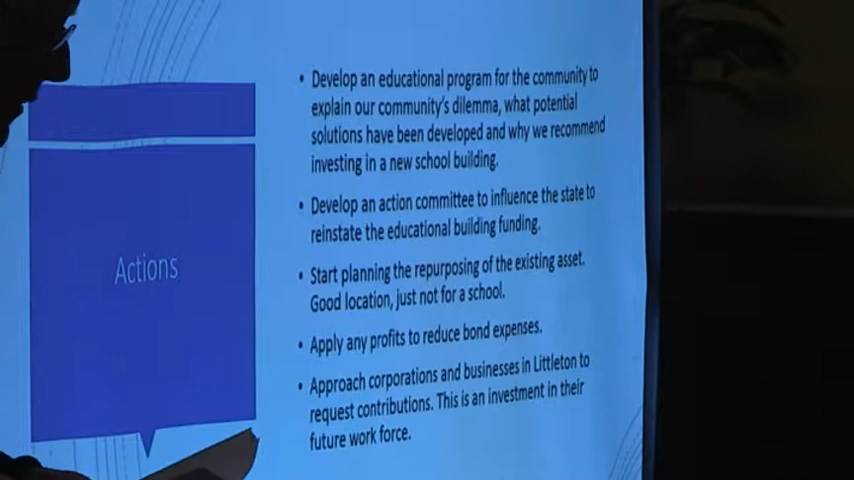 Actions
• Develop an educational program for the community to
explain our community's dilemma, what potential
solutions have been developed and why we recommend
investing in a new school building.
• Develop an action committee to influence the state to
reinstate the educational building funding.
• Start planning the repurposing of the existing asset.
Good location, just not for a school.
• Apply any profits to reduce bond expenses.
• Approach corporations and businesses in Littleton to
request contributions. This is an investment in their
future work force.